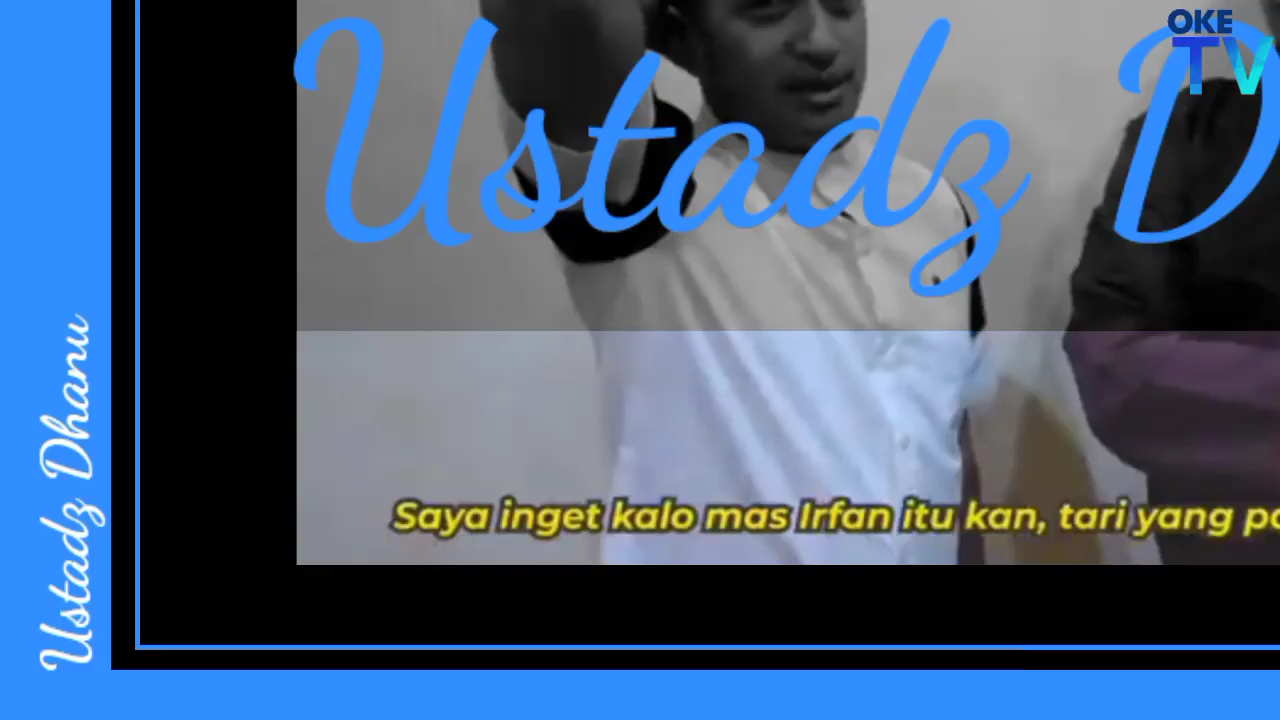 OKE
TV
Ustadz D
Ustadz Dhanu
Saya inget kalo mas Irfan itu kan, tari yang